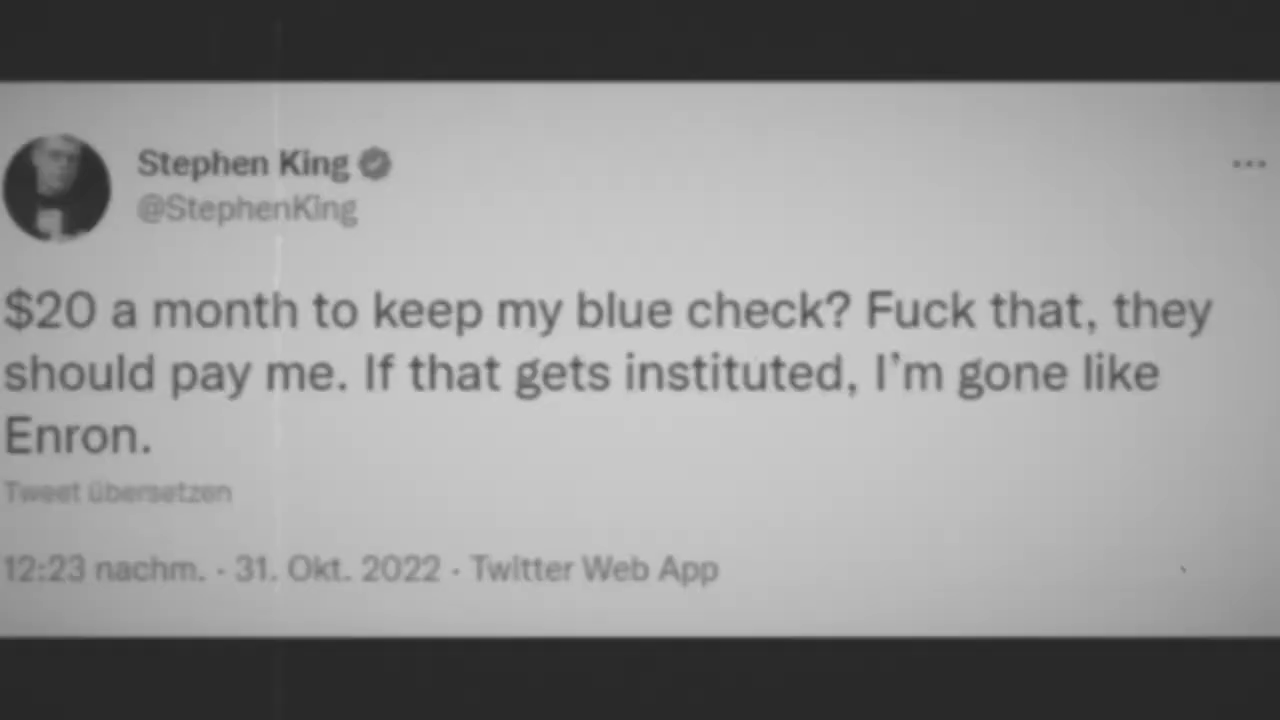 Stephen King
@StephenKing
$20 a month to keep my blue check? Fuck that, they
should pay me. If that gets instituted, I’m gone like
Enron.
Tweet übersetzen
12:23 nachm. · 31. Okt. 2022 · Twitter Web App